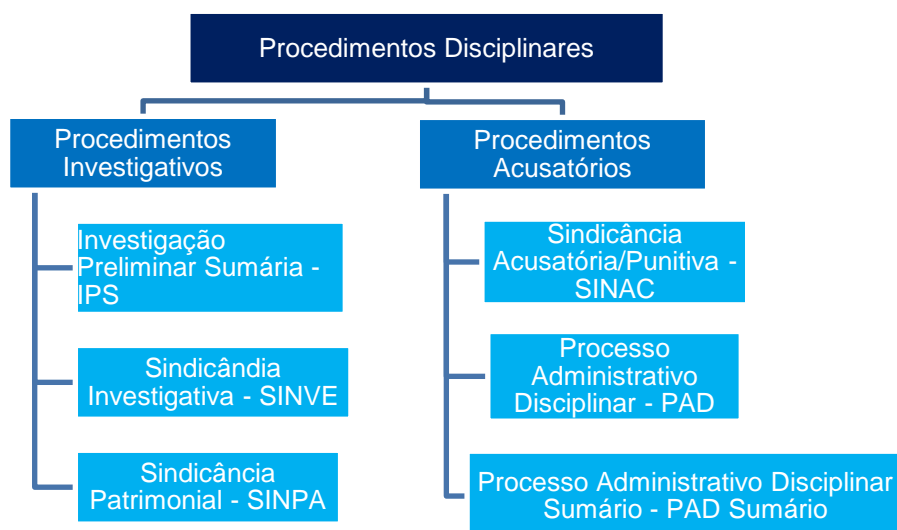 Procedimentos Disciplinares
Procedimentos
Investigativos
Investigação
Preliminar Sumária -
IPS
Sindicândia
Investigativa - SINVE
Sindicância
Patrimonial - SINPA
Procedimentos
Acusatórios
Sindicância
Acusatória/Punitiva -
SINAC
Processo
Administrativo
Disciplinar - PAD
Processo Administrativo Disciplinar
Sumário - PAD Sumário